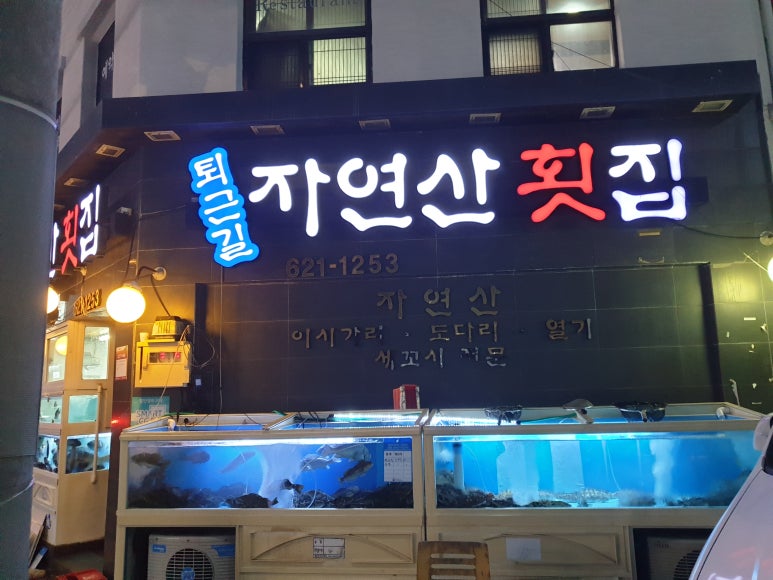 Restaurant
퇴근길 자연산 횟집
횟집
621-1253
자연산
이시가리 · 도다리 · 열기
세꼬시 전문